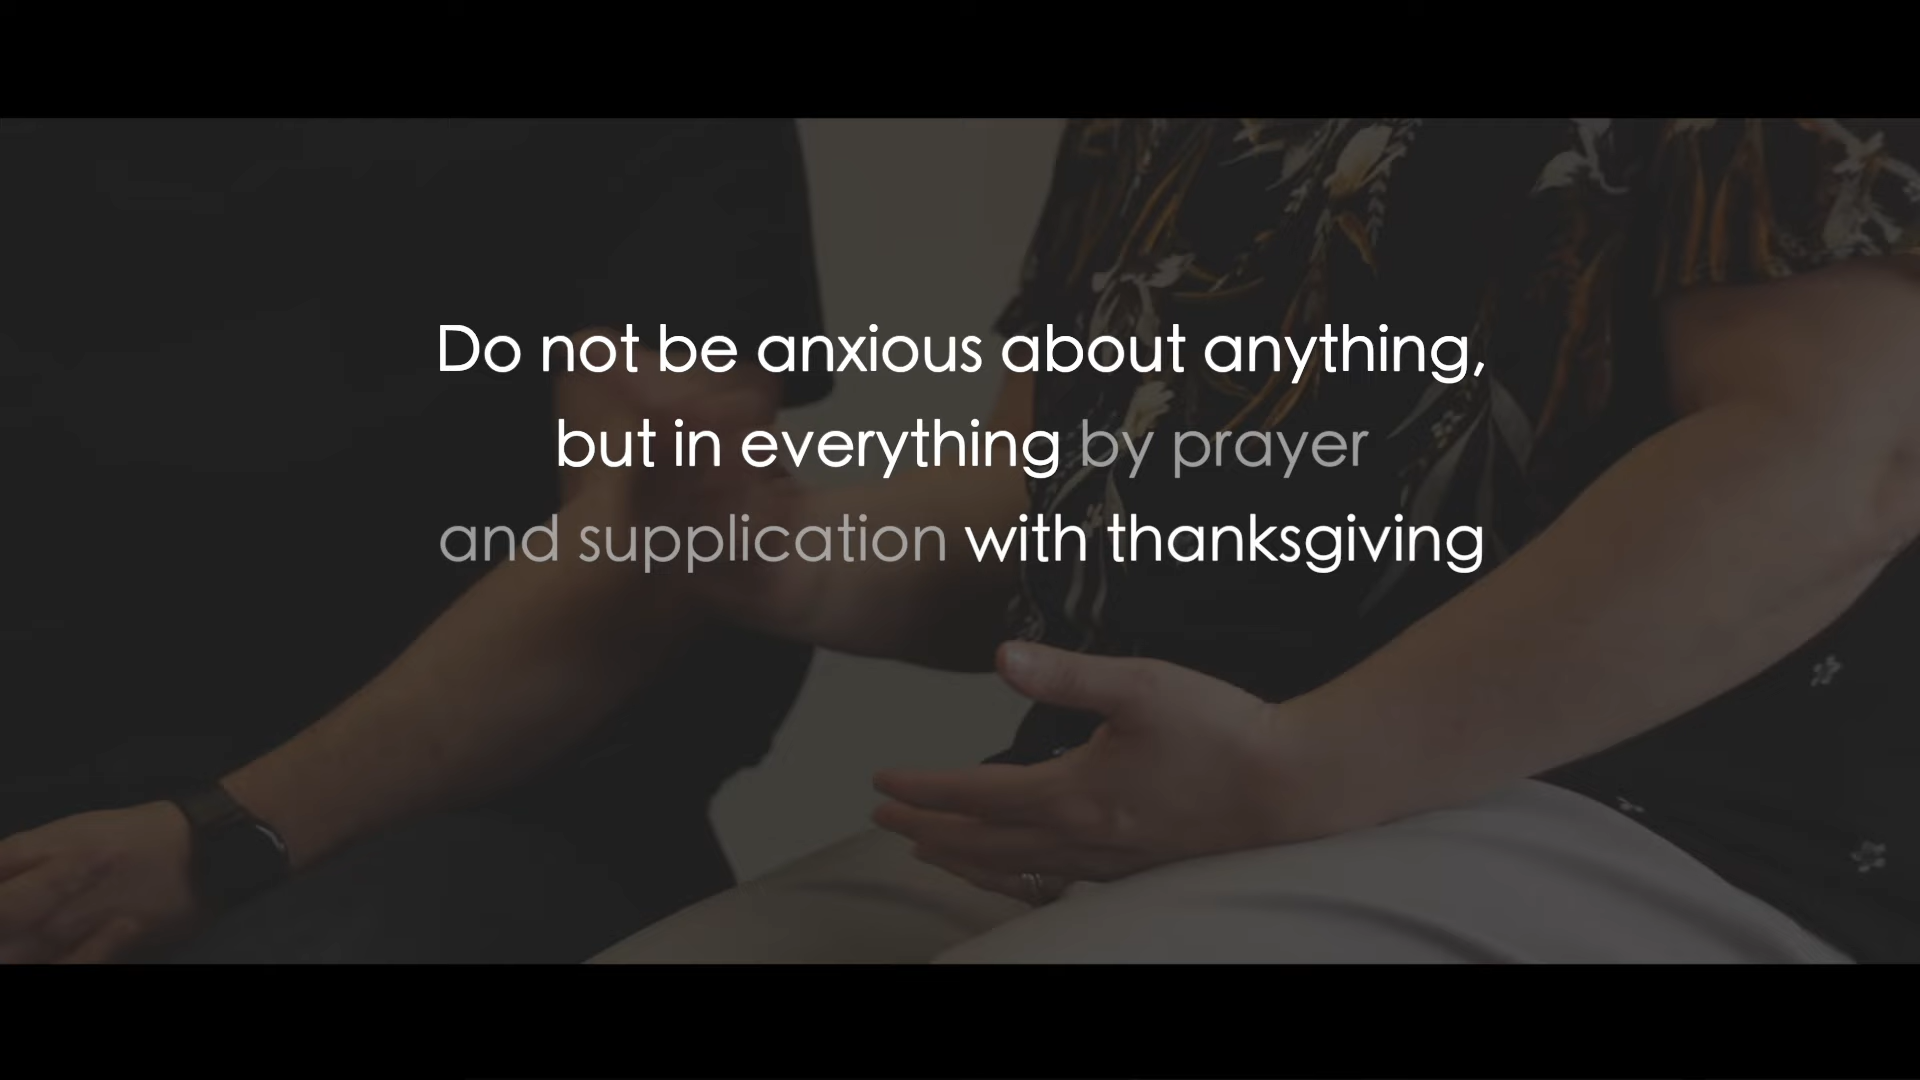 Do not be anxious about anything,
but in everything by prayer
and supplication with thanksgiving